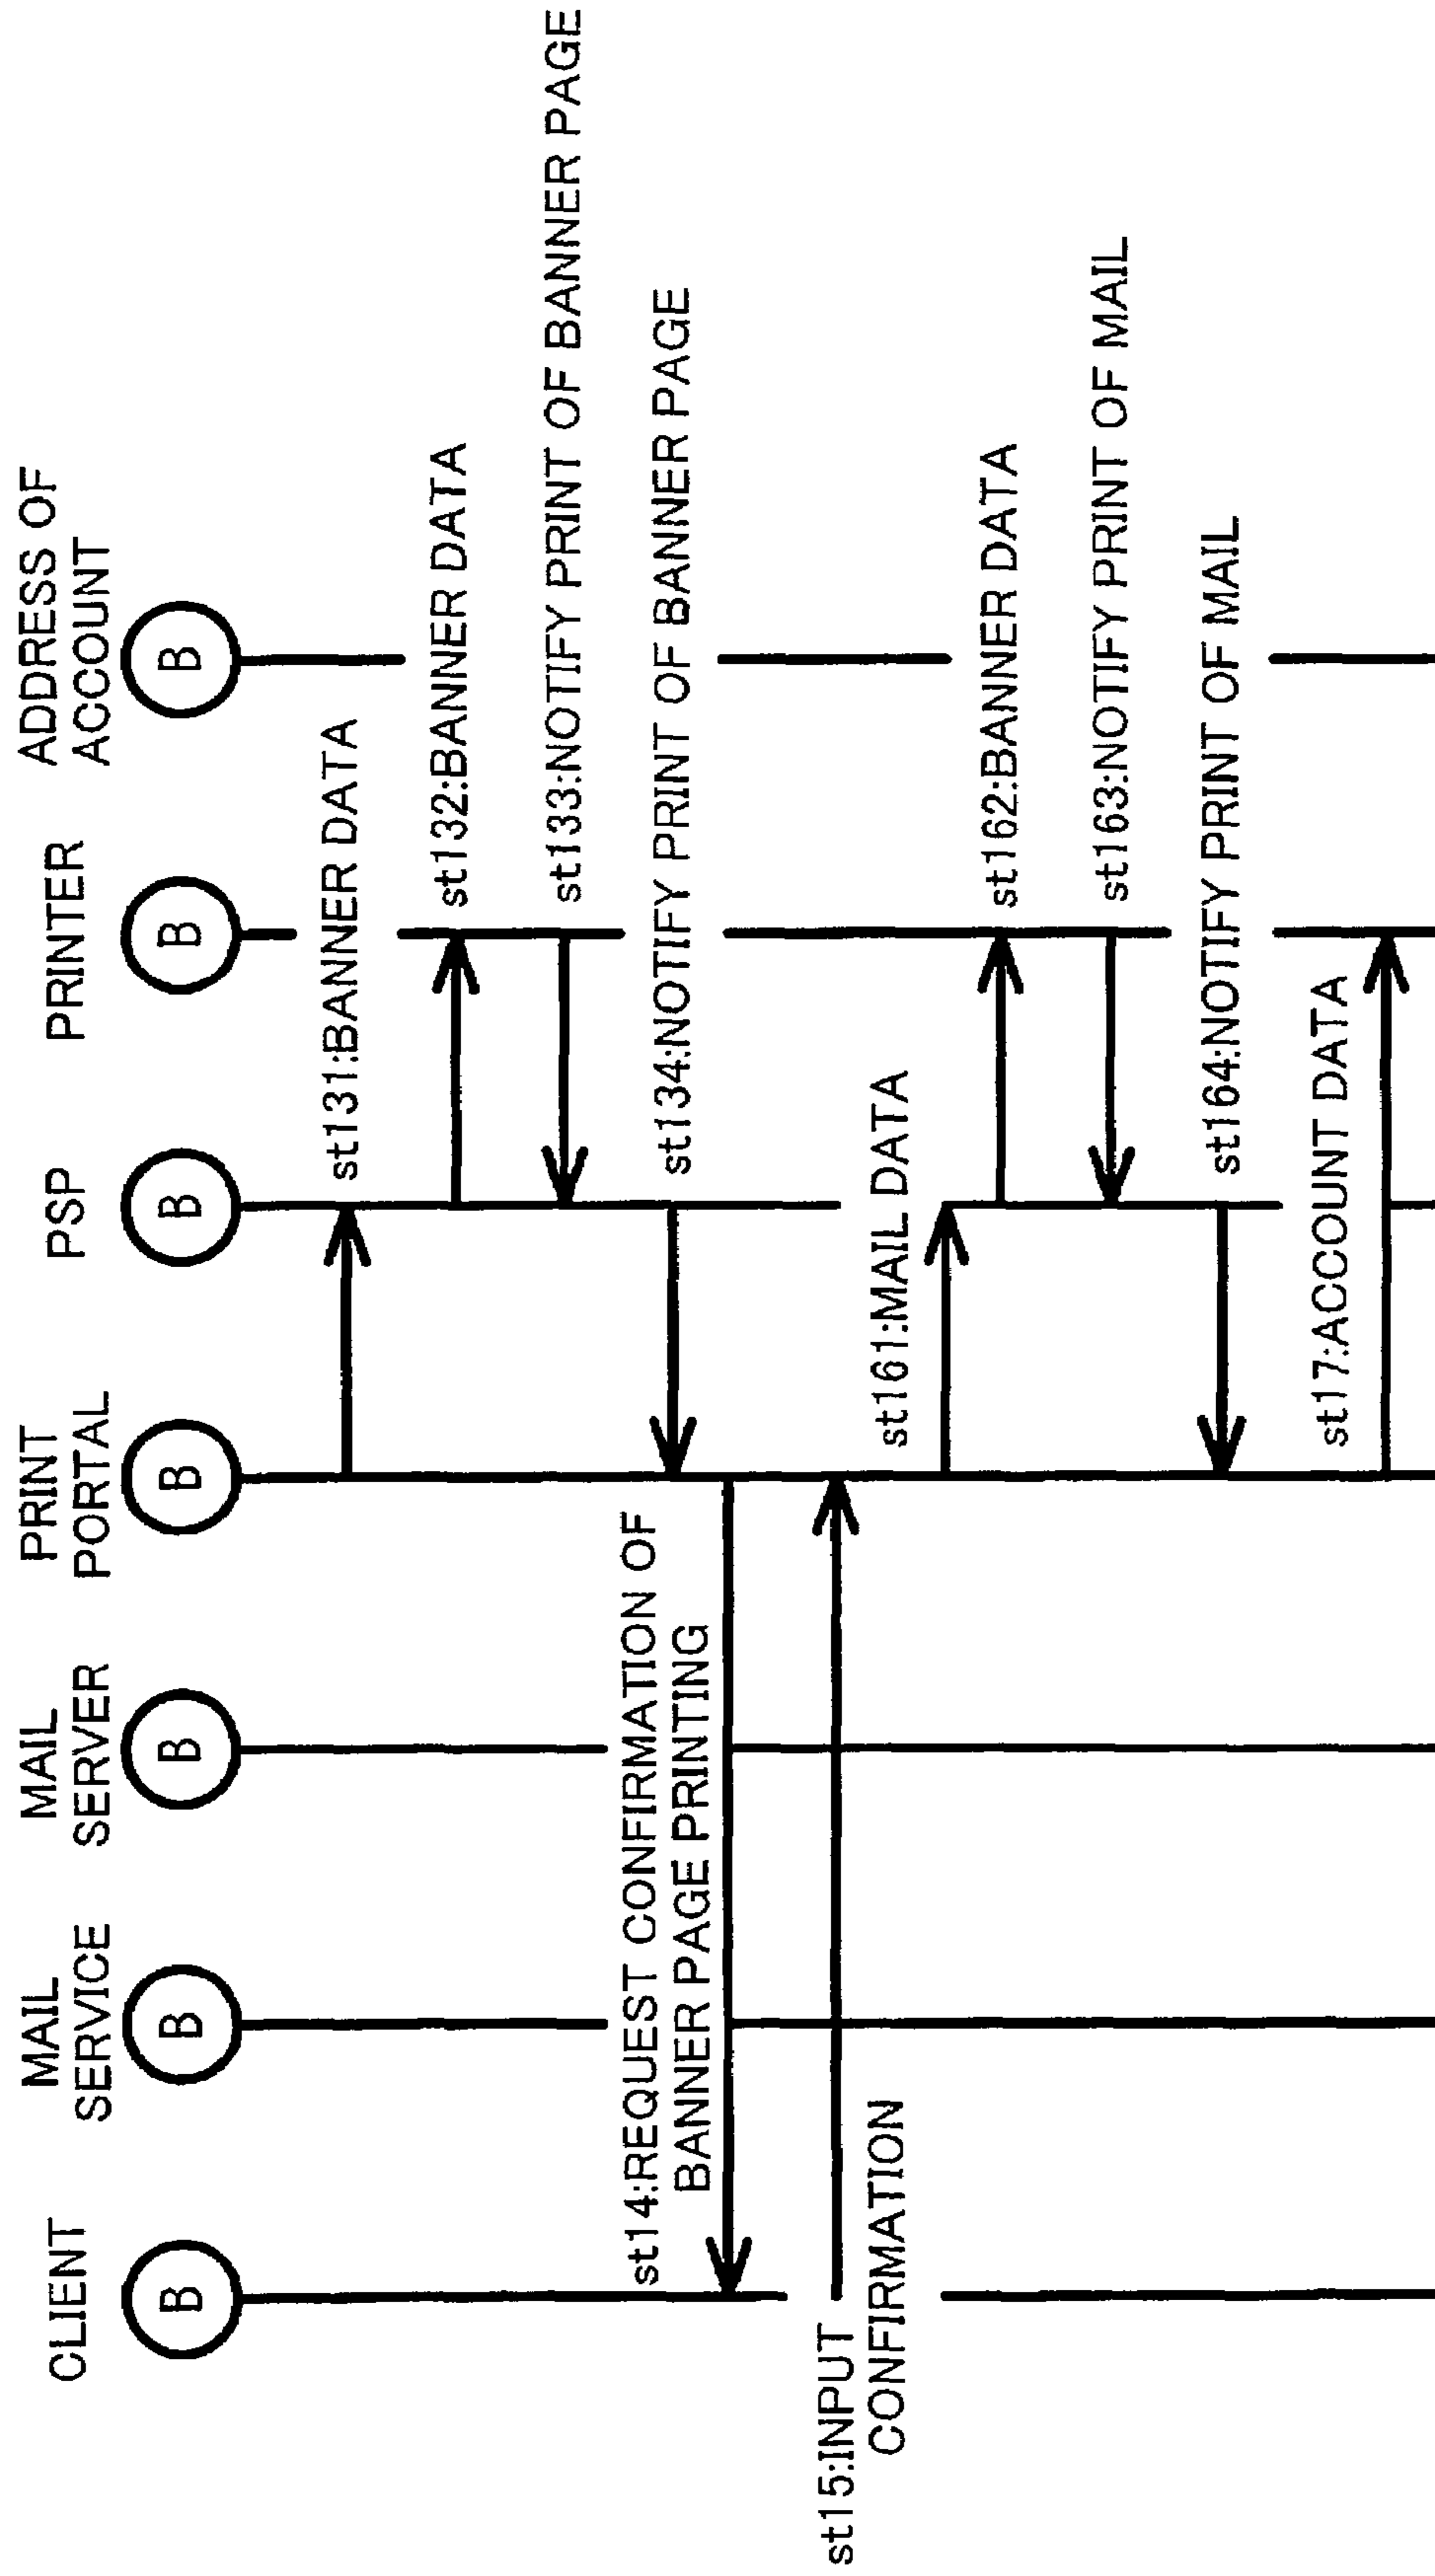 CLIENT
MAIL
SERVICE
MAIL
SERVER
PRINT
PORTAL
PSP
PRINTER
ADDRESS OF
ACCOUNT
B
B
B
B
B
B
B
st131:BANNER DATA
st132:BANNER DATA
st133:NOTIFY PRINT OF BANNER PAGE
st134:NOTIFY PRINT OF BANNER PAGE
st14:REQUEST CONFIRMATION OF
BANNER PAGE PRINTING
st15:INPUT
CONFIRMATION
st161:MAIL DATA
st162:BANNER DATA
st163:NOTIFY PRINT OF MAIL
st164:NOTIFY PRINT OF MAIL
st17:ACCOUNT DATA